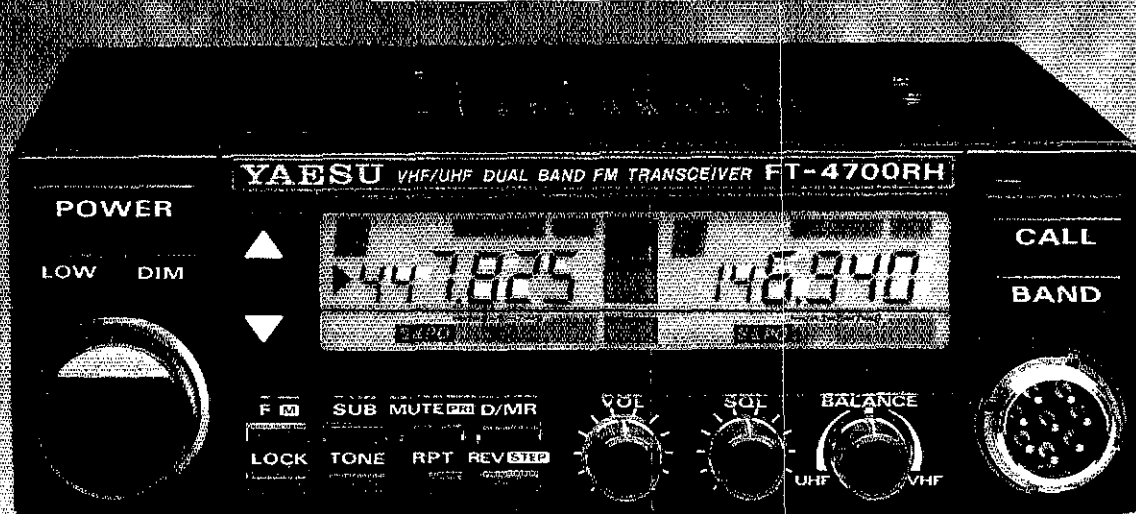 YAESU VHF/UHF DUAL BAND FM TRANSCEIVER FT-4700RH
POWER
LOW DIM
447.825 146.940
CALL
BAND
F M SUB MUTE PRI D/MR
LOCK TONE RPT REV STEP
VOL SQL BALANCE
UHF VHF